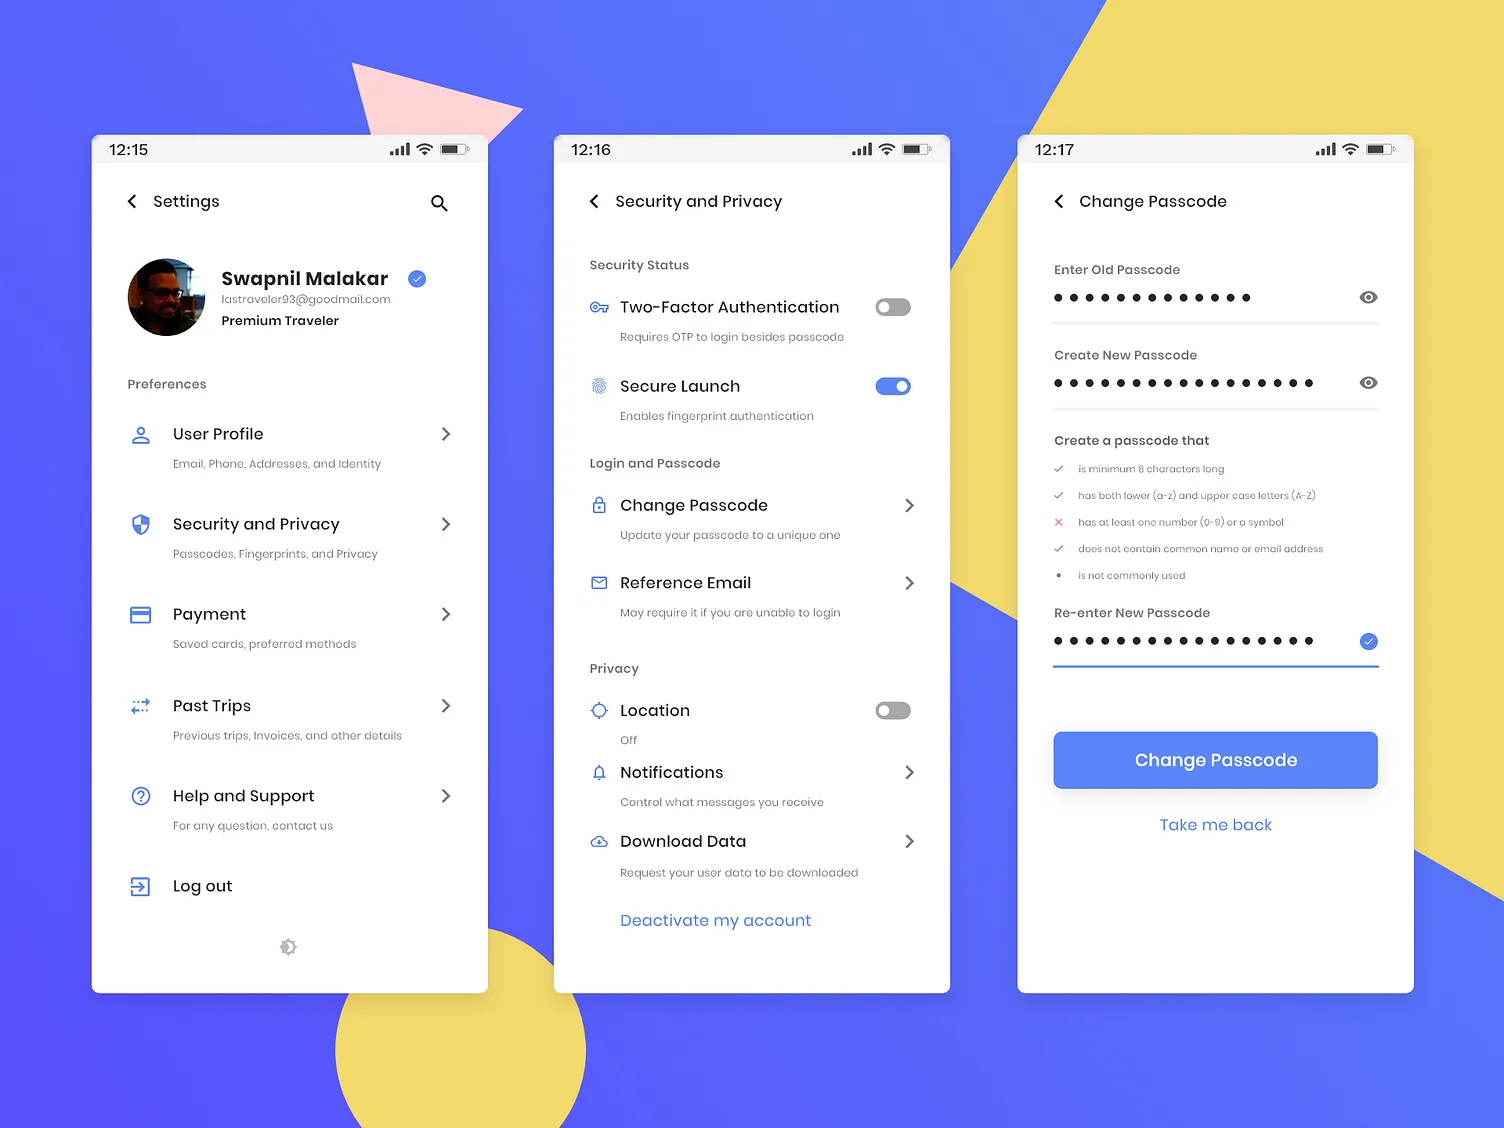 12:15
Settings
Swapnil Malakar
lastraveler93@goodmail.com
Premium Traveler
Preferences
User Profile
Email, Phone, Addresses, and Identity
Security and Privacy
Passcodes, Fingerprints, and Privacy
Payment
Saved cards, preferred methods
Past Trips
Previous trips, Invoices, and other details
Help and Support
For any question, contact us
Log out
12:16
Security and Privacy
Security Status
Two-Factor Authentication
Requires OTP to login besides passcode
Secure Launch
Enables fingerprint authentication
Login and Passcode
Change Passcode
Update your passcode to a unique one
Reference Email
May require it if you are unable to login
Privacy
Location
Off
Notifications
Control what messages you receive
Download Data
Request your user data to be downloaded
Deactivate my account
12:17
Change Passcode
Enter Old Passcode
Create New Passcode
Create a passcode that
is minimum 8 characters long
has both lower (a-z) and upper case letters (A-Z)
has at least one number (0-9) or a symbol
does not contain common name or email address
is not commonly used
Re-enter New Passcode
Change Passcode
Take me back